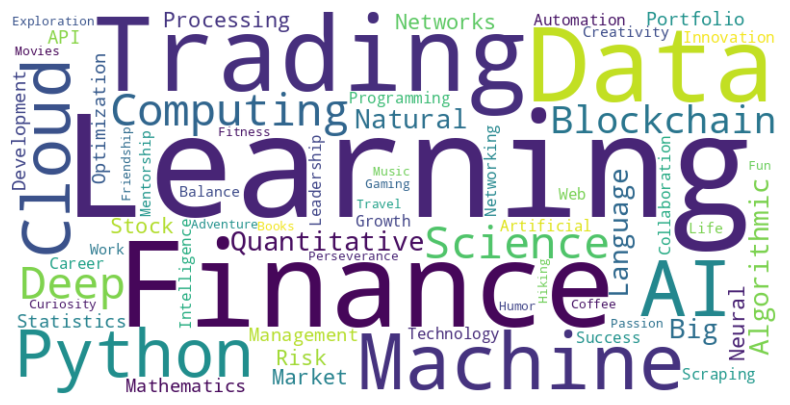 Exploration
Processing
Networks
Automation
Portfolio
API
Trading
Creativity
Innovation
Movies
Data
Cloud
Development
Optimization
Computing
Programming
Natural
Blockchain
Learning
Fitness
Friendship
Mentorship
Leadership
Networking
Music
Gaming
Balance
Travel
Web
Language
Collaboration
Fun
Algorithmic
Stock
Adventure
Books
Growth
Artificial
Life
Work
Intelligence
Quantitative
Science
Perseverance
Career
Deep
Finance
Hiking
AI
Curiosity
Humor
Coffee
Statistics
Python
Management
Technology
Success
Passion
Big
Neural
Risk
Machine
Market
Mathematics
Scraping